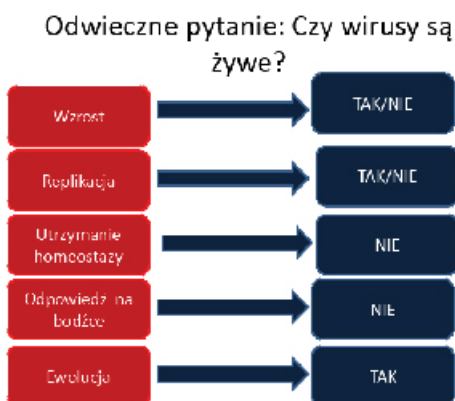 Odwieczne pytanie: Czy wirusy są
żywe?
Wzrost
TAK/NIE
Replikacja
TAK/NIE
Utrzymanie
homeostazy
NIE
Odpowiedź na
bodźce
NIE
Ewolucja
TAK